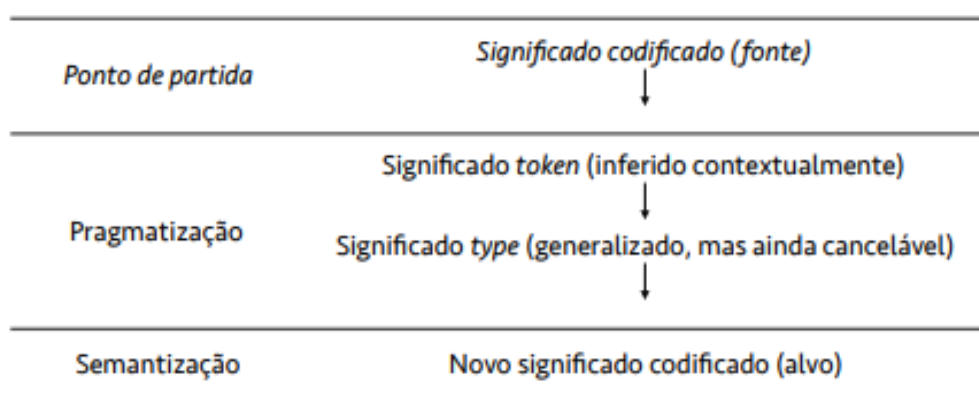 Ponto de partida
Significado codificado (fonte)
Pragmatização
Significado token (inferido contextualmente)
Significado type (generalizado, mas ainda cancelável)
Semantização
Novo significado codificado (alvo)